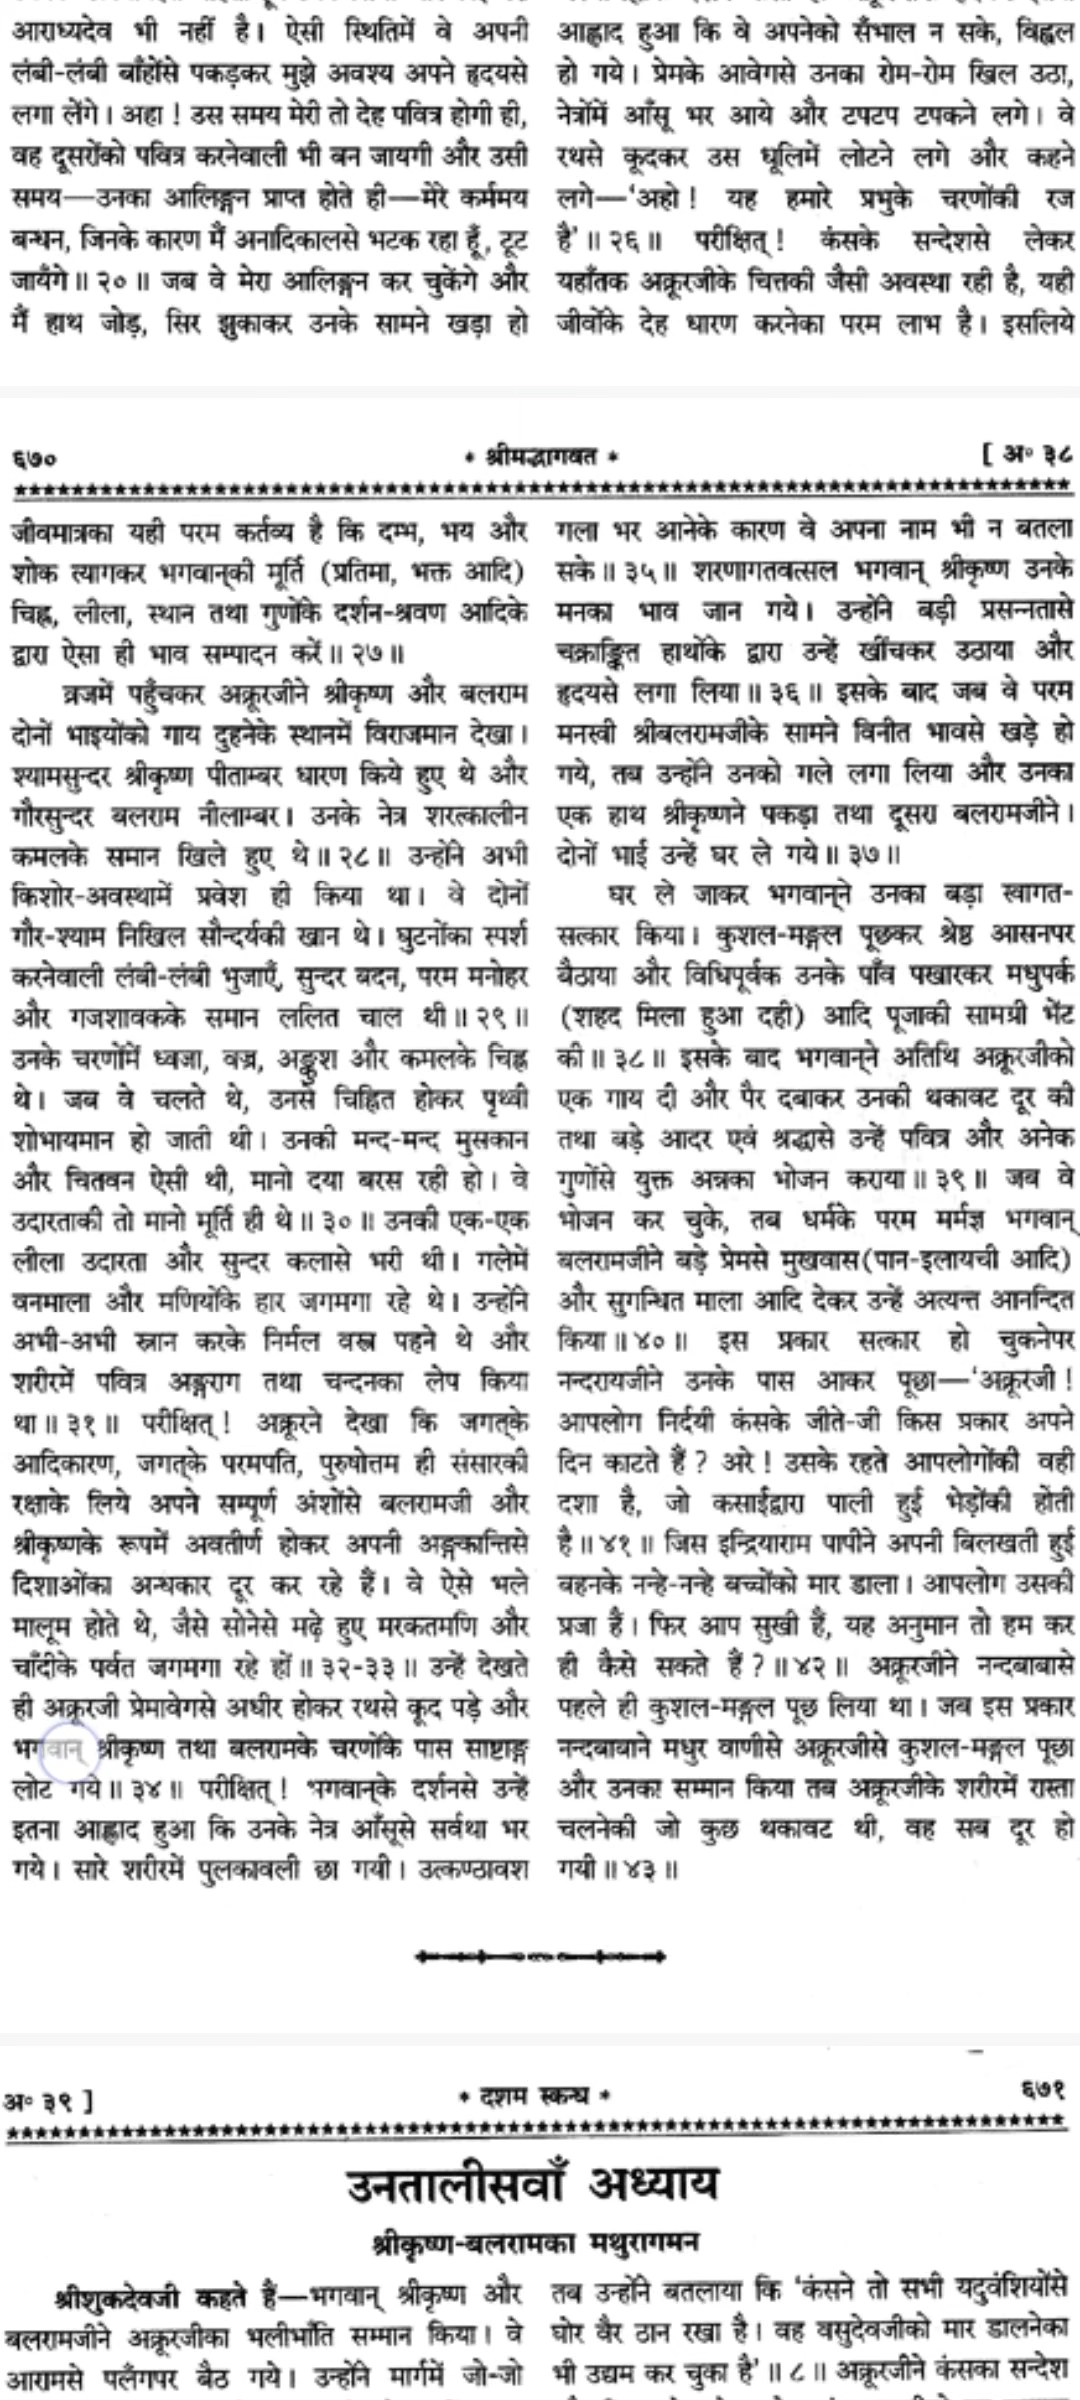 आराध्यदेव भी नहीं है। ऐसी स्थितिमें वे अपनी
लंबी-लंबी बाँहोंसे पकड़कर मुझे अवश्य अपने हृदयसे
लगा लेंगे। अहा ! उस समय मेरी तो देह पवित्र होगी ही,
वह दूसरोंको पवित्र करनेवाली भी बन जायगी और उसी
समय—उनका आलिङ्गन प्राप्त होते ही—मेरे कर्ममय
बन्धन, जिनके कारण मैं अनादिकालसे भटक रहा हूँ, टूट
जायँगे॥ २०॥ जब वे मेरा आलिङ्गन कर चुकेंगे और
मैं हाथ जोड़, सिर झुकाकर उनके सामने खड़ा हो
आह्लाद हुआ कि वे अपनेको सँभाल न सके, विह्वल
हो गये। प्रेमके आवेगसे उनका रोम-रोम खिल उठा,
नेत्रोंमें आँसू भर आये और टपटप टपकने लगे। वे
रथसे कूदकर उस धूलिमें लोटने लगे और कहने
लगे—'अहो ! यह हमारे प्रभुके चरणोंकी रज
है'॥ २६॥ परीक्षित् ! कंसके सन्देशसे लेकर
यहाँतक अक्रूरजीके चित्तकी जैसी अवस्था रही है, यही
जीवोंके देह धारण करनेका परम लाभ है। इसलिये
६७० * श्रीमद्भागवत * [ अ॰ ३८
जीवमात्रका यही परम कर्तव्य है कि दम्भ, भय और
शोक त्यागकर भगवान्‌की मूर्ति (प्रतिमा, भक्त आदि)
चिह्न, लीला, स्थान तथा गुणोंके दर्शन-श्रवण आदिके
द्वारा ऐसा ही भाव सम्पादन करें॥ २७॥
व्रजमें पहुँचकर अक्रूरजीने श्रीकृष्ण और बलराम
दोनों भाइयोंको गाय दुहनेके स्थानमें विराजमान देखा।
श्यामसुन्दर श्रीकृष्ण पीताम्बर धारण किये हुए थे और
गौरसुन्दर बलराम नीलाम्बर। उनके नेत्र शरत्कालीन
कमलके समान खिले हुए थे॥ २८॥ उन्होंने अभी
किशोर-अवस्थामें प्रवेश ही किया था। वे दोनों
गौर-श्याम निखिल सौन्दर्यकी खान थे। घुटनोंका स्पर्श
करनेवाली लंबी-लंबी भुजाएँ, सुन्दर बदन, परम मनोहर
और गजशावकके समान ललित चाल थी॥ २९॥
उनके चरणोंमें ध्वजा, वज्र, अङ्कुश और कमलके चिह्न
थे। जब वे चलते थे, उनसे चिह्नित होकर पृथ्वी
शोभायमान हो जाती थी। उनकी मन्द-मन्द मुसकान
और चितवन ऐसी थी, मानो दया बरस रही हो। वे
उदारताकी तो मानो मूर्ति ही थे॥ ३०॥ उनकी एक-एक
लीला उदारता और सुन्दर कलासे भरी थी। गलेमें
वनमाला और मणियोंके हार जगमगा रहे थे। उन्होंने
अभी-अभी स्नान करके निर्मल वस्त्र पहने थे और
शरीरमें पवित्र अङ्गराग तथा चन्दनका लेप किया
था॥ ३१॥ परीक्षित् ! अक्रूरने देखा कि जगत्‌के
आदिकारण, जगत्‌के परमपति, पुरुषोत्तम ही संसारकी
रक्षाके लिये अपने सम्पूर्ण अंशोंसे बलरामजी और
श्रीकृष्णके रूपमें अवतीर्ण होकर अपनी अङ्गकान्तिसे
दिशाओंका अन्धकार दूर कर रहे हैं। वे ऐसे भले
मालूम होते थे, जैसे सोनेसे मढ़े हुए मरकतमणि और
चाँदीके पर्वत जगमगा रहे हों॥ ३२-३३॥ उन्हें देखते
ही अक्रूरजी प्रेमावेगसे अधीर होकर रथसे कूद पड़े और
भगवान् श्रीकृष्ण तथा बलरामके चरणोंके पास साष्टाङ्ग
लोट गये॥ ३४॥ परीक्षित् ! भगवान्‌के दर्शनसे उन्हें
इतना आह्लाद हुआ कि उनके नेत्र आँसूसे सर्वथा भर
गये। सारे शरीरमें पुलकावली छा गयी। उत्कण्ठावश
गला भर आनेके कारण वे अपना नाम भी न बतला
सके॥ ३५॥ शरणागतवत्सल भगवान् श्रीकृष्ण उनके
मनका भाव जान गये। उन्होंने बड़ी प्रसन्नतासे
चक्राङ्कित हाथोंके द्वारा उन्हें खींचकर उठाया और
हृदयसे लगा लिया॥ ३६॥ इसके बाद जब वे परम
मनस्वी श्रीबलरामजीके सामने विनीत भावसे खड़े हो
गये, तब उन्होंने उनको गले लगा लिया और उनका
एक हाथ श्रीकृष्णने पकड़ा तथा दूसरा बलरामजीने।
दोनों भाई उन्हें घर ले गये॥ ३७॥
घर ले जाकर भगवान्‌ने उनका बड़ा स्वागत-
सत्कार किया। कुशल-मङ्गल पूछकर श्रेष्ठ आसनपर
बैठाया और विधिपूर्वक उनके पाँव पखारकर मधुपर्क
(शहद मिला हुआ दही) आदि पूजाकी सामग्री भेंट
की॥ ३८॥ इसके बाद भगवान्‌ने अतिथि अक्रूरजीको
एक गाय दी और पैर दबाकर उनकी थकावट दूर की
तथा बड़े आदर एवं श्रद्धासे उन्हें पवित्र और अनेक
गुणोंसे युक्त अन्नका भोजन कराया॥ ३९॥ जब वे
भोजन कर चुके, तब धर्मके परम मर्मज्ञ भगवान्
बलरामजीने बड़े प्रेमसे मुखवास(पान-इलायची आदि)
और सुगन्धित माला आदि देकर उन्हें अत्यन्त आनन्दित
किया॥ ४०॥ इस प्रकार सत्कार हो चुकनेपर
नन्दरायजीने उनके पास आकर पूछा—'अक्रूरजी !
आपलोग निर्दयी कंसके जीते-जी किस प्रकार अपने
दिन काटते हैं? अरे ! उसके रहते आपलोगोंकी वही
दशा है, जो कसाईद्वारा पाली हुई भेड़ोंकी होती
है॥ ४१॥ जिस इन्द्रियाराम पापीने अपनी बिलखती हुई
बहनके नन्हे-नन्हे बच्चोंको मार डाला। आपलोग उसकी
प्रजा हैं। फिर आप सुखी हैं, यह अनुमान तो हम कर
ही कैसे सकते हैं?॥ ४२॥ अक्रूरजीने नन्दबाबासे
पहले ही कुशल-मङ्गल पूछ लिया था। जब इस प्रकार
नन्दबाबाने मधुर वाणीसे अक्रूरजीसे कुशल-मङ्गल पूछा
और उनका सम्मान किया तब अक्रूरजीके शरीरमें रास्ता
चलनेकी जो कुछ थकावट थी, वह सब दूर हो
गयी॥ ४३॥
अ॰ ३९ ] * दशम स्कन्ध * ६७१
उनतालीसवाँ अध्याय
श्रीकृष्ण-बलरामका मथुरागमन
श्रीशुकदेवजी कहते हैं—भगवान् श्रीकृष्ण और
बलरामजीने अक्रूरजीका भलीभाँति सम्मान किया। वे
आरामसे पलँगपर बैठ गये। उन्होंने मार्गमें जो-जो
तब उन्होंने बतलाया कि 'कंसने तो सभी यदुवंशियोंसे
घोर वैर ठान रखा है। वह वसुदेवजीको मार डालनेका
भी उद्यम कर चुका है'॥ ८॥ अक्रूरजीने कंसका सन्देश